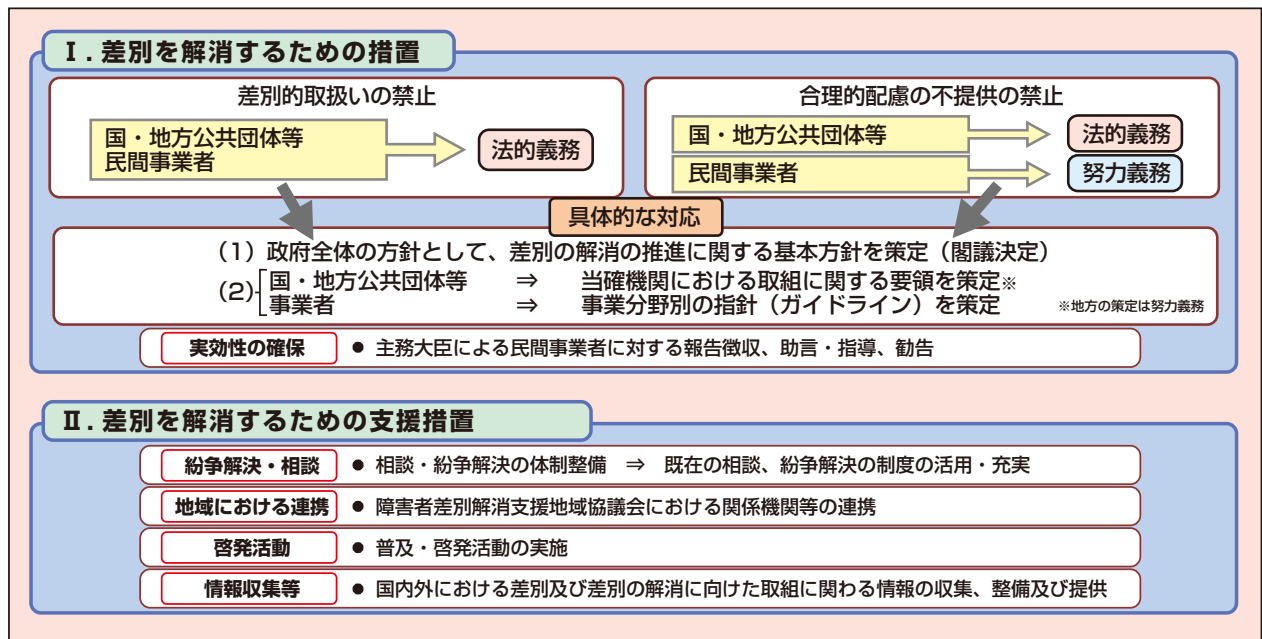 Ⅰ. 差別を解消するための措置
差別的取扱いの禁止
国・地方公共団体等
民間事業者
法的義務
合理的配慮の不提供の禁止
国・地方公共団体等
法的義務
民間事業者
努力義務
具体的な対応
(1)政府全体の方針として、差別の解消の推進に関する基本方針を策定(閣議決定)
(2) 国・地方公共団体等 ⇒ 当確機関における取組に関する要領を策定※
事業者 ⇒ 事業分野別の指針(ガイドライン)を策定 ※地方の策定は努力義務
実効性の確保 ● 主務大臣による民間事業者に対する報告徴収、助言・指導、勧告
Ⅱ. 差別を解消するための支援措置
紛争解決・相談 ● 相談・紛争解決の体制整備 ⇒ 既在の相談、紛争解決の制度の活用・充実
地域における連携 ● 障害者差別解消支援地域協議会における関係機関等の連携
啓発活動 ● 普及・啓発活動の実施
情報収集等 ● 国内外における差別及び差別の解消に向けた取組に関わる情報の収集、整備及び提供